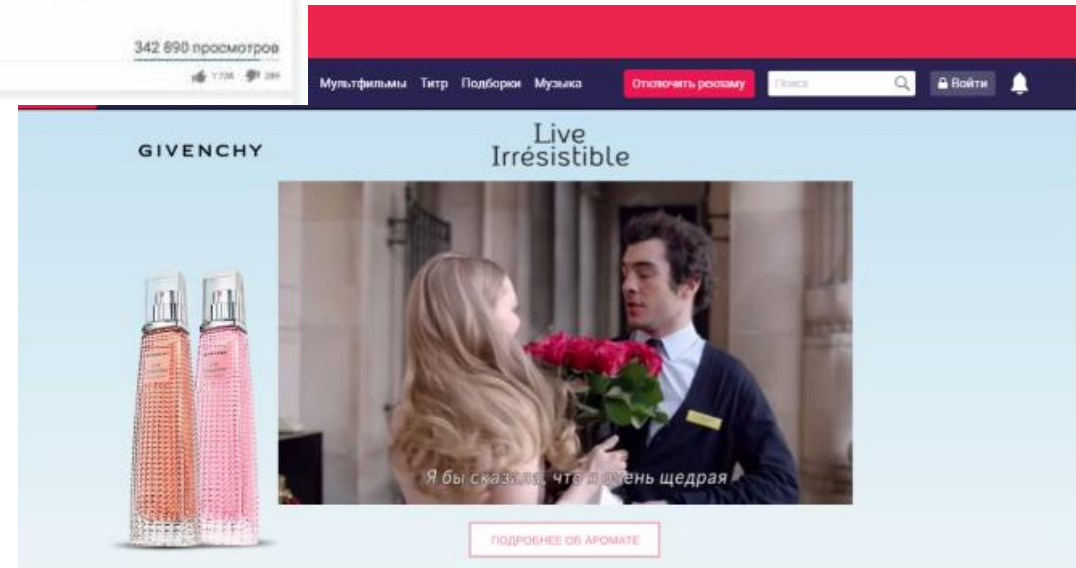 342 890 просмотров
Мультфильмы Титр Подборки Музыка Отключить рекламу Поиск Войти
GIVENCHY
Live
Irrésistible
Я бы сказала, что я очень щедрая
ПОДРОБНЕЕ ОБ АРОМАТЕ